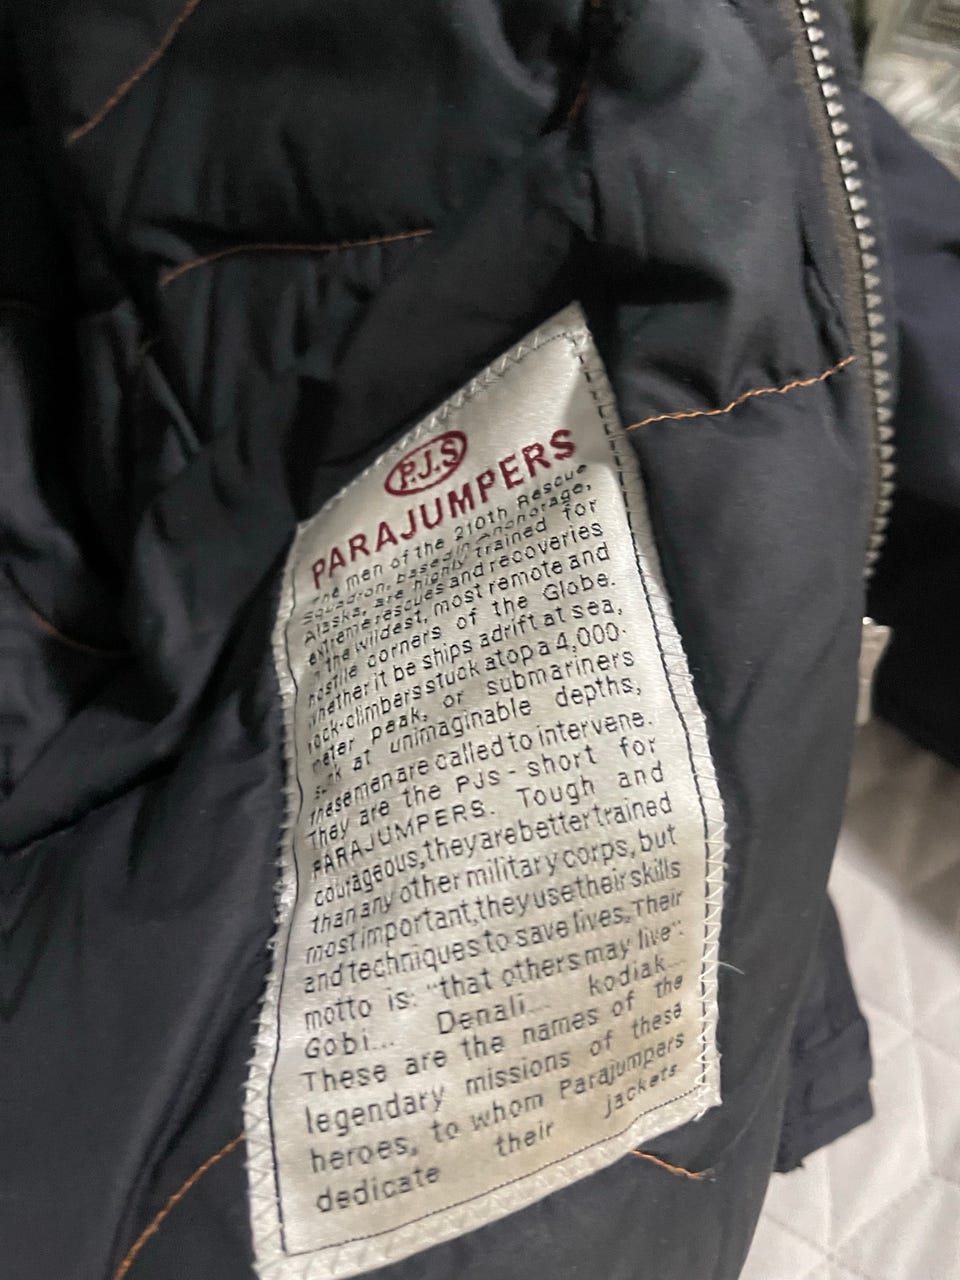 P.J.S
PARAJUMPERS
The men of the 210th Rescue
Squadron, based in Anchorage,
Alaska, are highly trained for
extreme rescues and recoveries
in the wildest, most remote and
hostile corners of the Globe.
Whether it be ships adrift at sea,
rock-climbers stuck atop a 4,000-
meter peak, or submariners
sunk at unimaginable depths,
these men are called to intervene.
They are the PJs - short for
PARAJUMPERS. Tough and
courageous, they are better trained
than any other military corps, but
most important, they use their skills
and techniques to save lives. Their
motto is: "that others may live".
Gobi... Denali... Kodiak...
These are the names of the
legendary missions of these
heroes, to whom Parajumpers
dedicate their jackets.